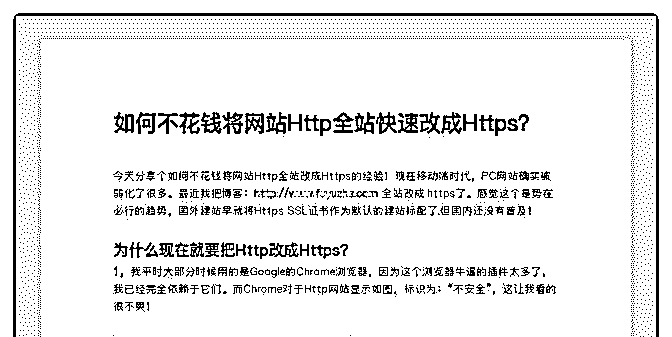 如何不花钱将网站Http全站快速改成Https?
今天分享个如何不花钱将网站Http全站改成Https的经验！现在移动端时代，PC网站确实被
弱化了很多。最近我把博客： 全站改成 https了。感觉这个是势在
必行的趋势，国外建站早就将Https SSL证书作为默认的建站标配了,但国内还没有普及！
为什么现在就要把Http改成Https?
1，我平时大部分时候用的是Google的Chrome浏览器，因为这个浏览器牛逼的插件太多了，
我已经完全依赖于它们。而Chrome对于Http网站显示如图，标识为：“不安全”，这让我看的
很不爽！